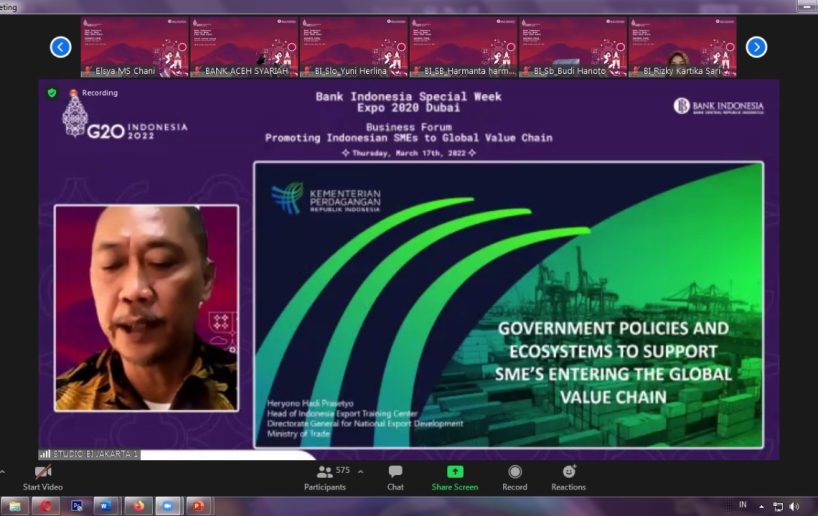 eting
Elsya MS Chani
BANK ACEH SYARIAH
BI_Slo_Yuni Herlina
BI_SB_Harmanta harm...
BI_Sb_Budi Hanoto
BI_Rizky Kartika Sari
Recording
G20 INDONESIA
2022
Bank Indonesia Special Week
Expo 2020 Dubai
Business Forum
Promoting Indonesian SMEs to Global Value Chain
Thursday, March 17th, 2022
BANK INDONESIA
BANK SENTRAL REPUBLIK INDONESIA
KEMENTERIAN
PERDAGANGAN
REPUBLIK INDONESIA
GOVERNMENT POLICIES AND
ECOSYSTEMS TO SUPPORT
SME'S ENTERING THE GLOBAL
VALUE CHAIN
Heryono Hadi Prasetyo
Head of Indonesia Export Training Center
Directorate General for National Export Development
Ministry of Trade
STUDIO BI JAKARTA 1
Start Video
575
Participants
Chat
Share Screen
Record
Reactions
IN